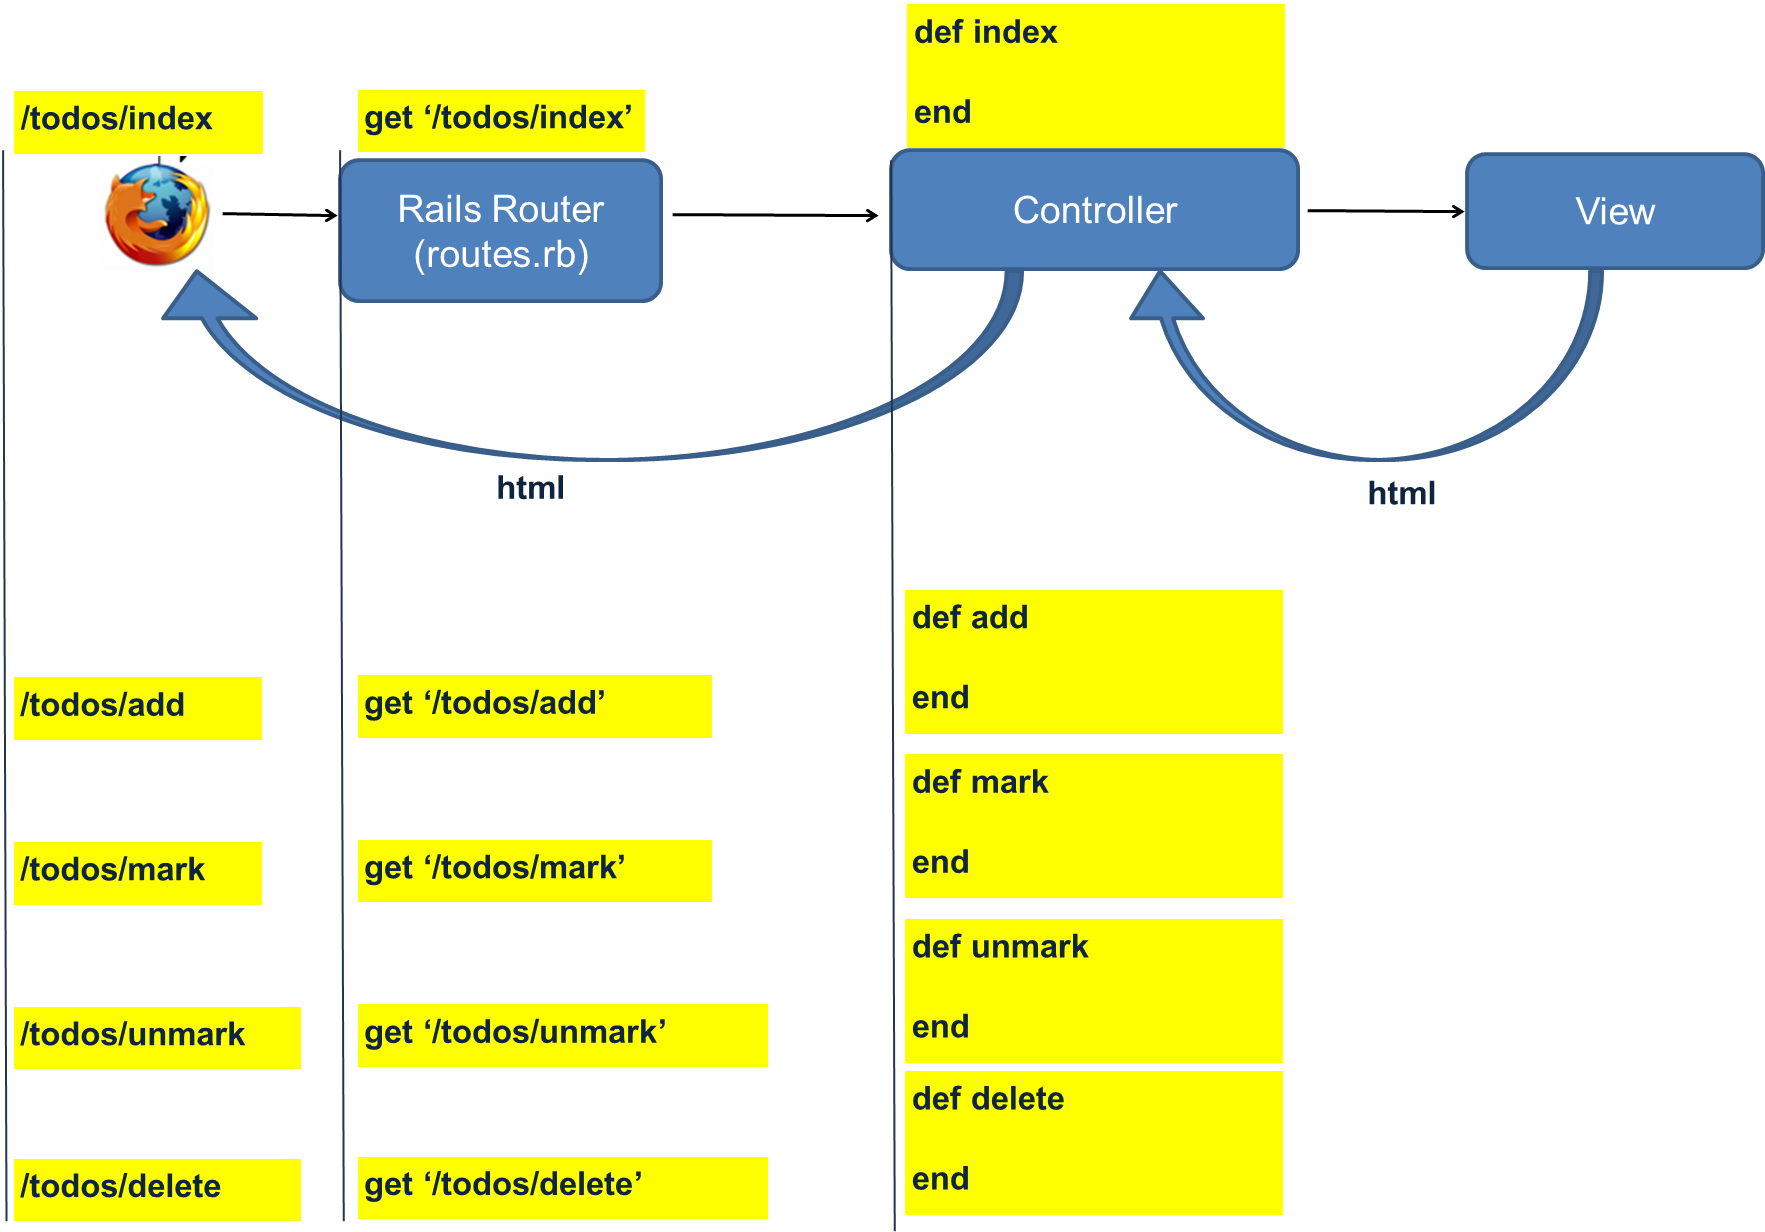 def index
end
/todos/index
get ‘/todos/index’
Rails Router
(routes.rb)
Controller
View
html
html
def add
end
/todos/add
get ‘/todos/add’
def mark
end
/todos/mark
get ‘/todos/mark’
def unmark
end
/todos/unmark
get ‘/todos/unmark’
def delete
end
/todos/delete
get ‘/todos/delete’